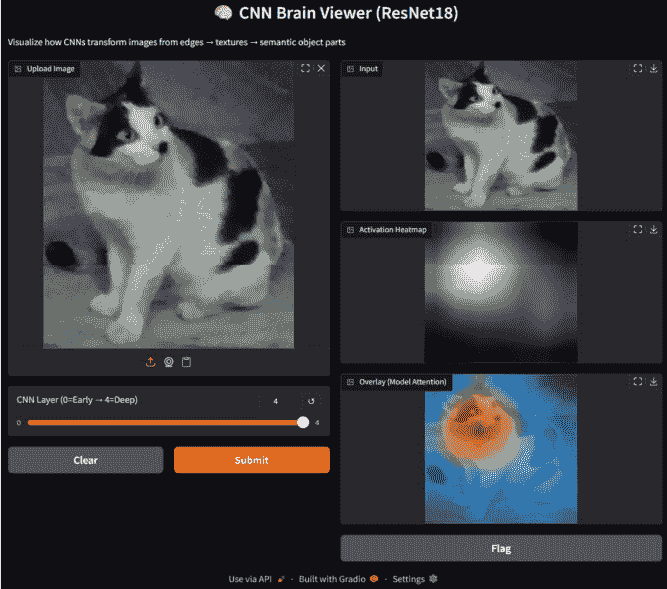 🧠 CNN Brain Viewer (ResNet18)
Visualize how CNNs transform images from edges → textures → semantic object parts
Upload Image
CNN Layer (0=Early → 4=Deep)
4
0
4
Clear
Submit
Input
Activation Heatmap
Overlay (Model Attention)
Flag
Use via API · Built with Gradio · Settings